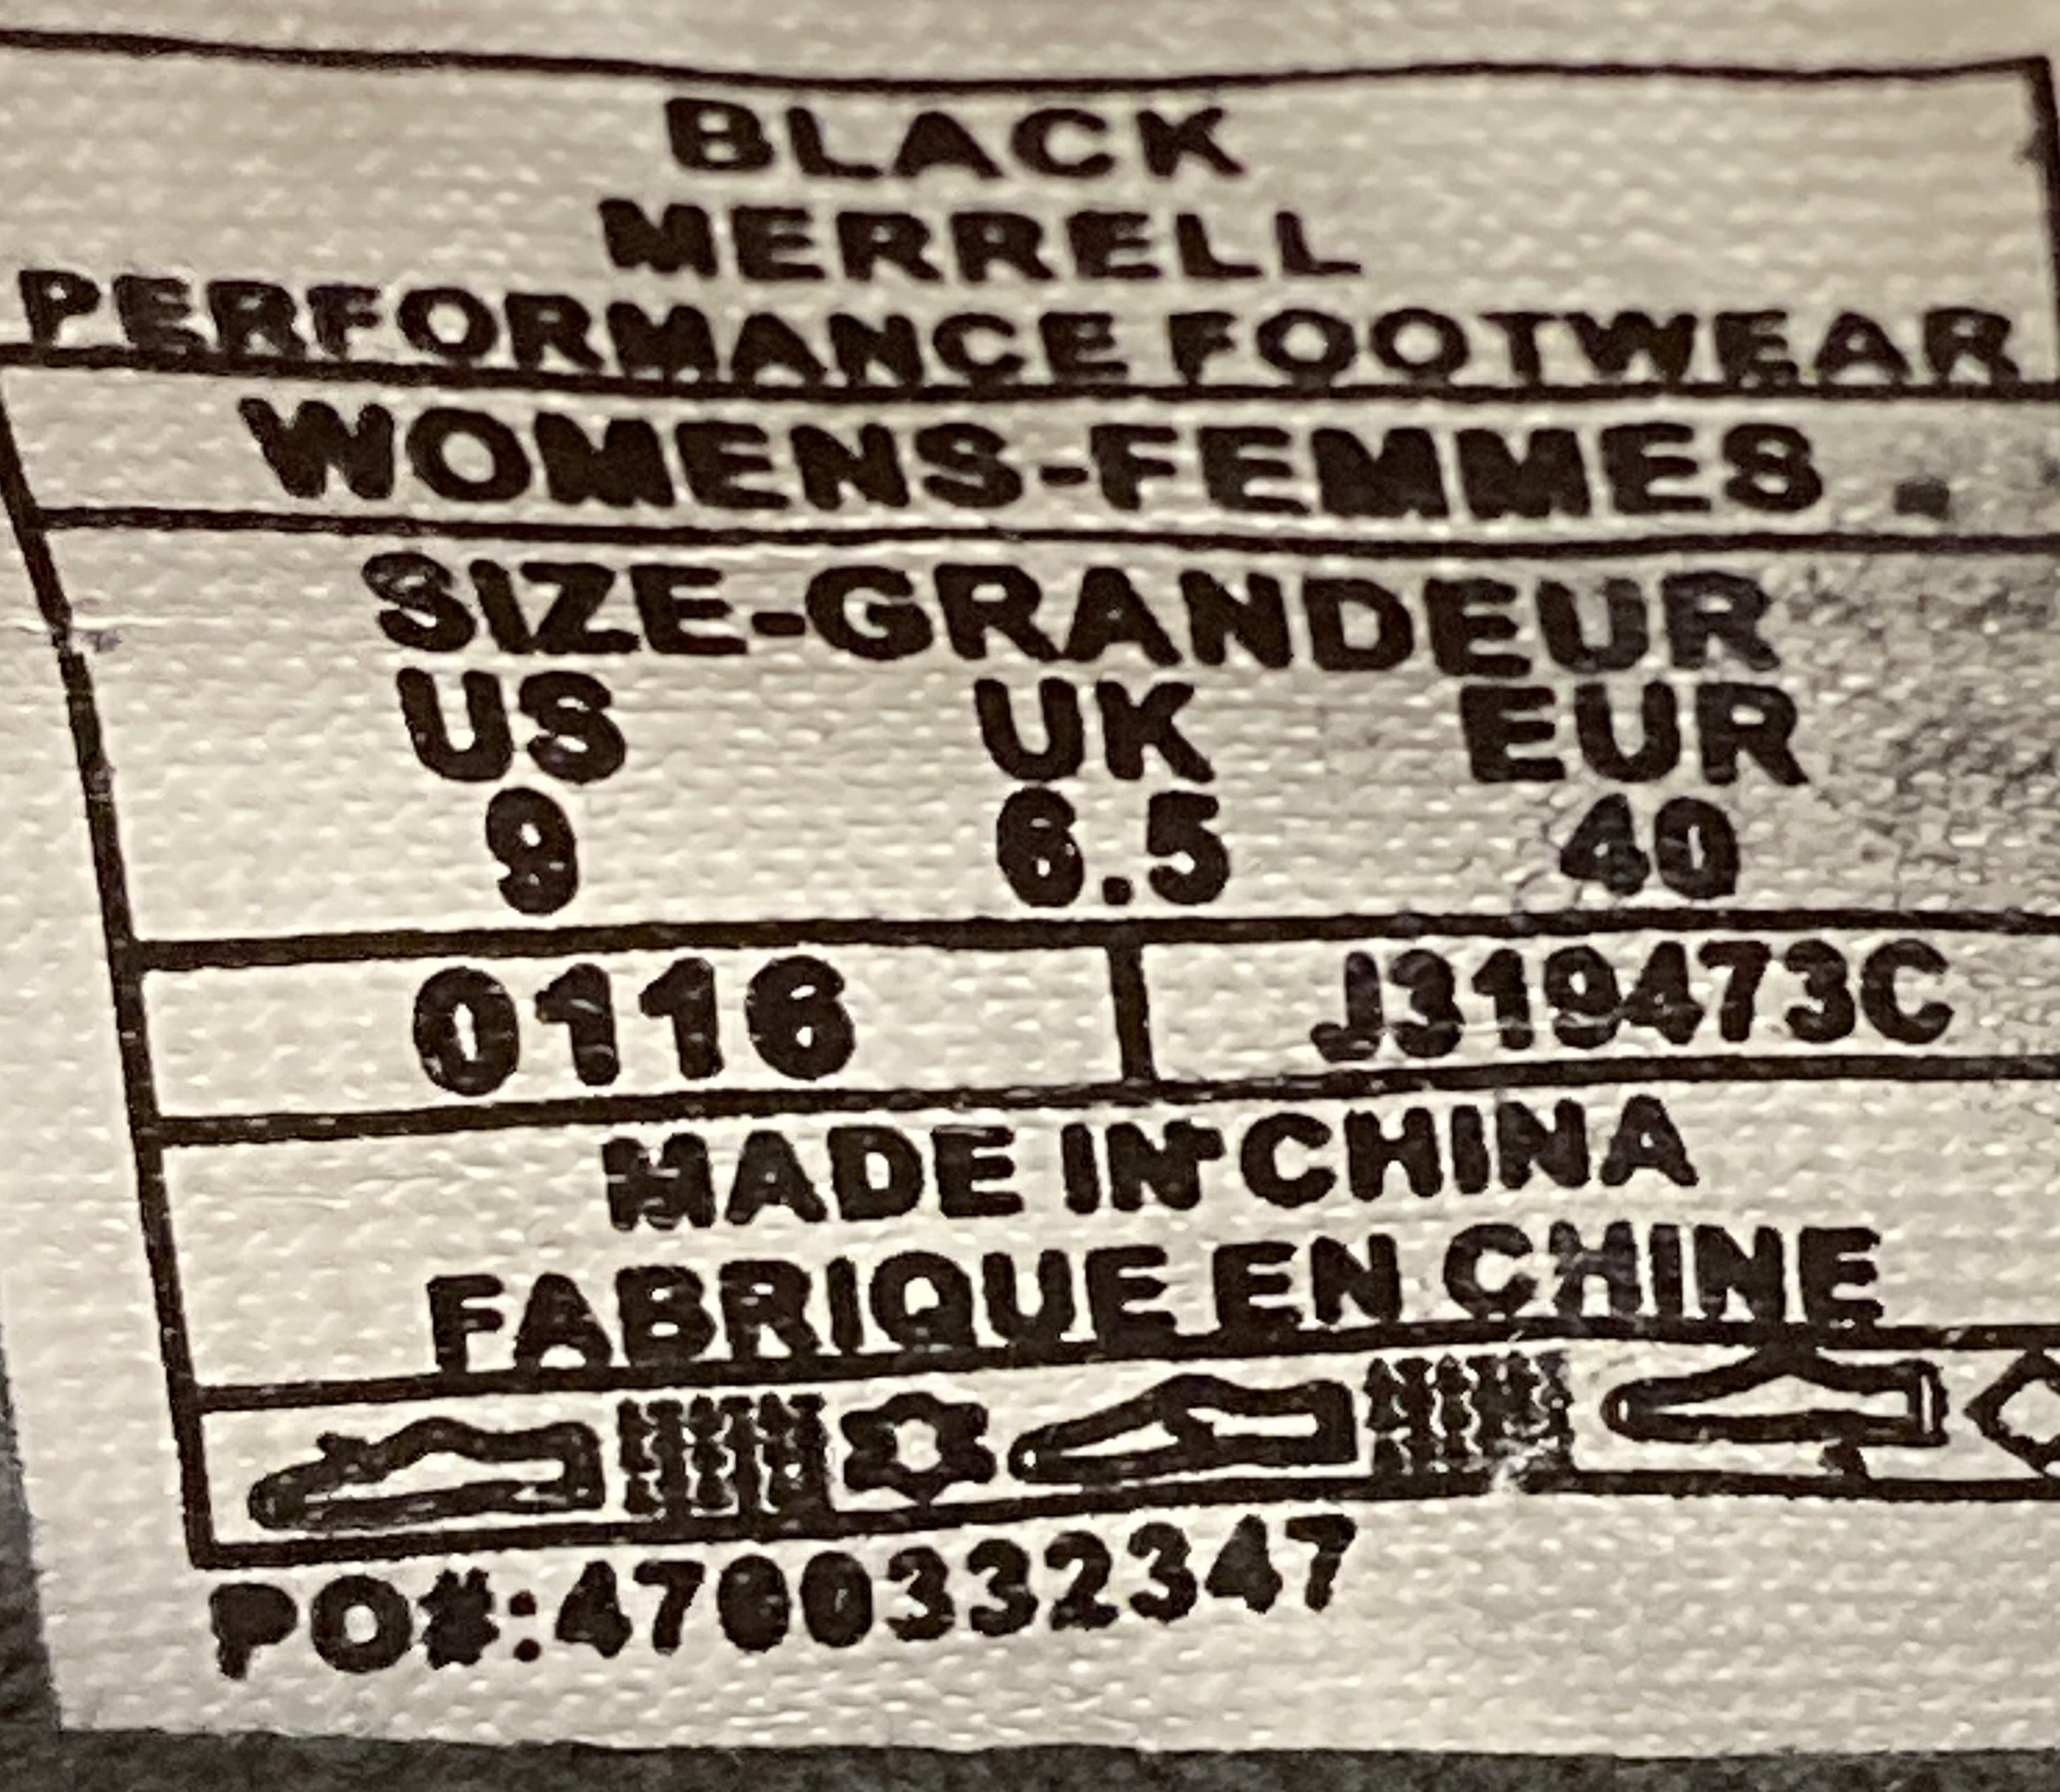 BLACK
MERRELL
PERFORMANCE FOOTWEAR
WOMENS-FEMMES
SIZE-GRANDEUR
US UK EUR
9 6.5 40
0116 J319473C
MADE IN CHINA
FABRIQUE EN CHINE
PO#:4700332347